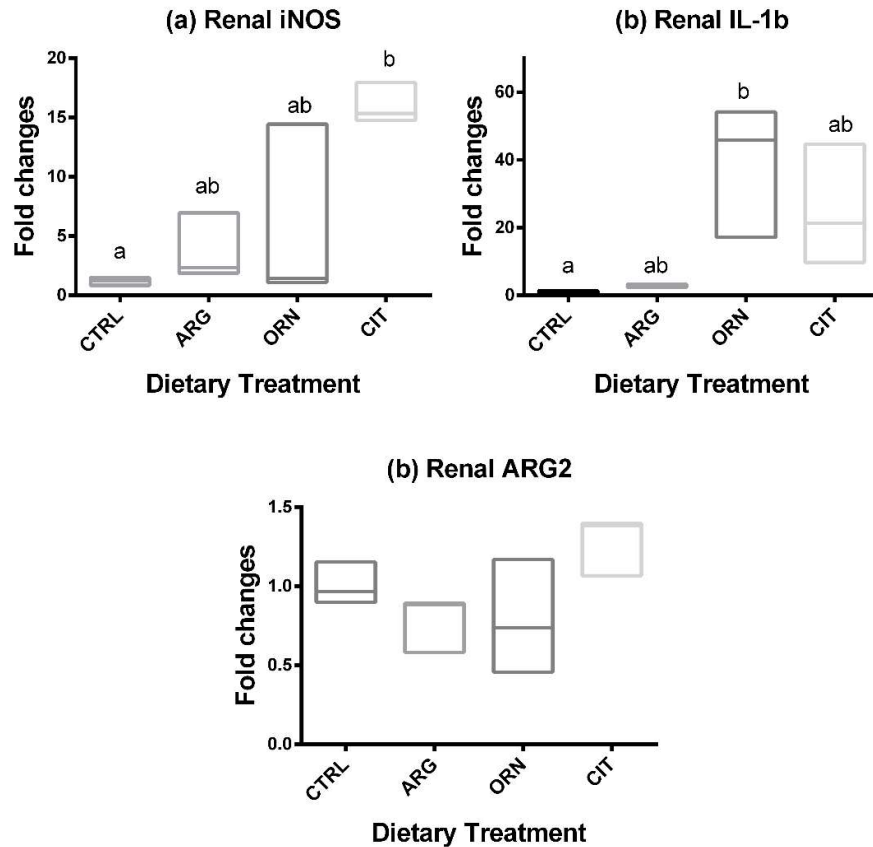 (a) Renal iNOS
Fold changes
20
15
10
5
0
a
ab
ab
b
CTRL
ARG
ORN
CIT
Dietary Treatment
(b) Renal IL-1b
Fold changes
60
40
20
0
a
ab
b
ab
CTRL
ARG
ORN
CIT
Dietary Treatment
(b) Renal ARG2
Fold changes
1.5
1.0
0.5
0.0
CTRL
ARG
ORN
CIT
Dietary Treatment